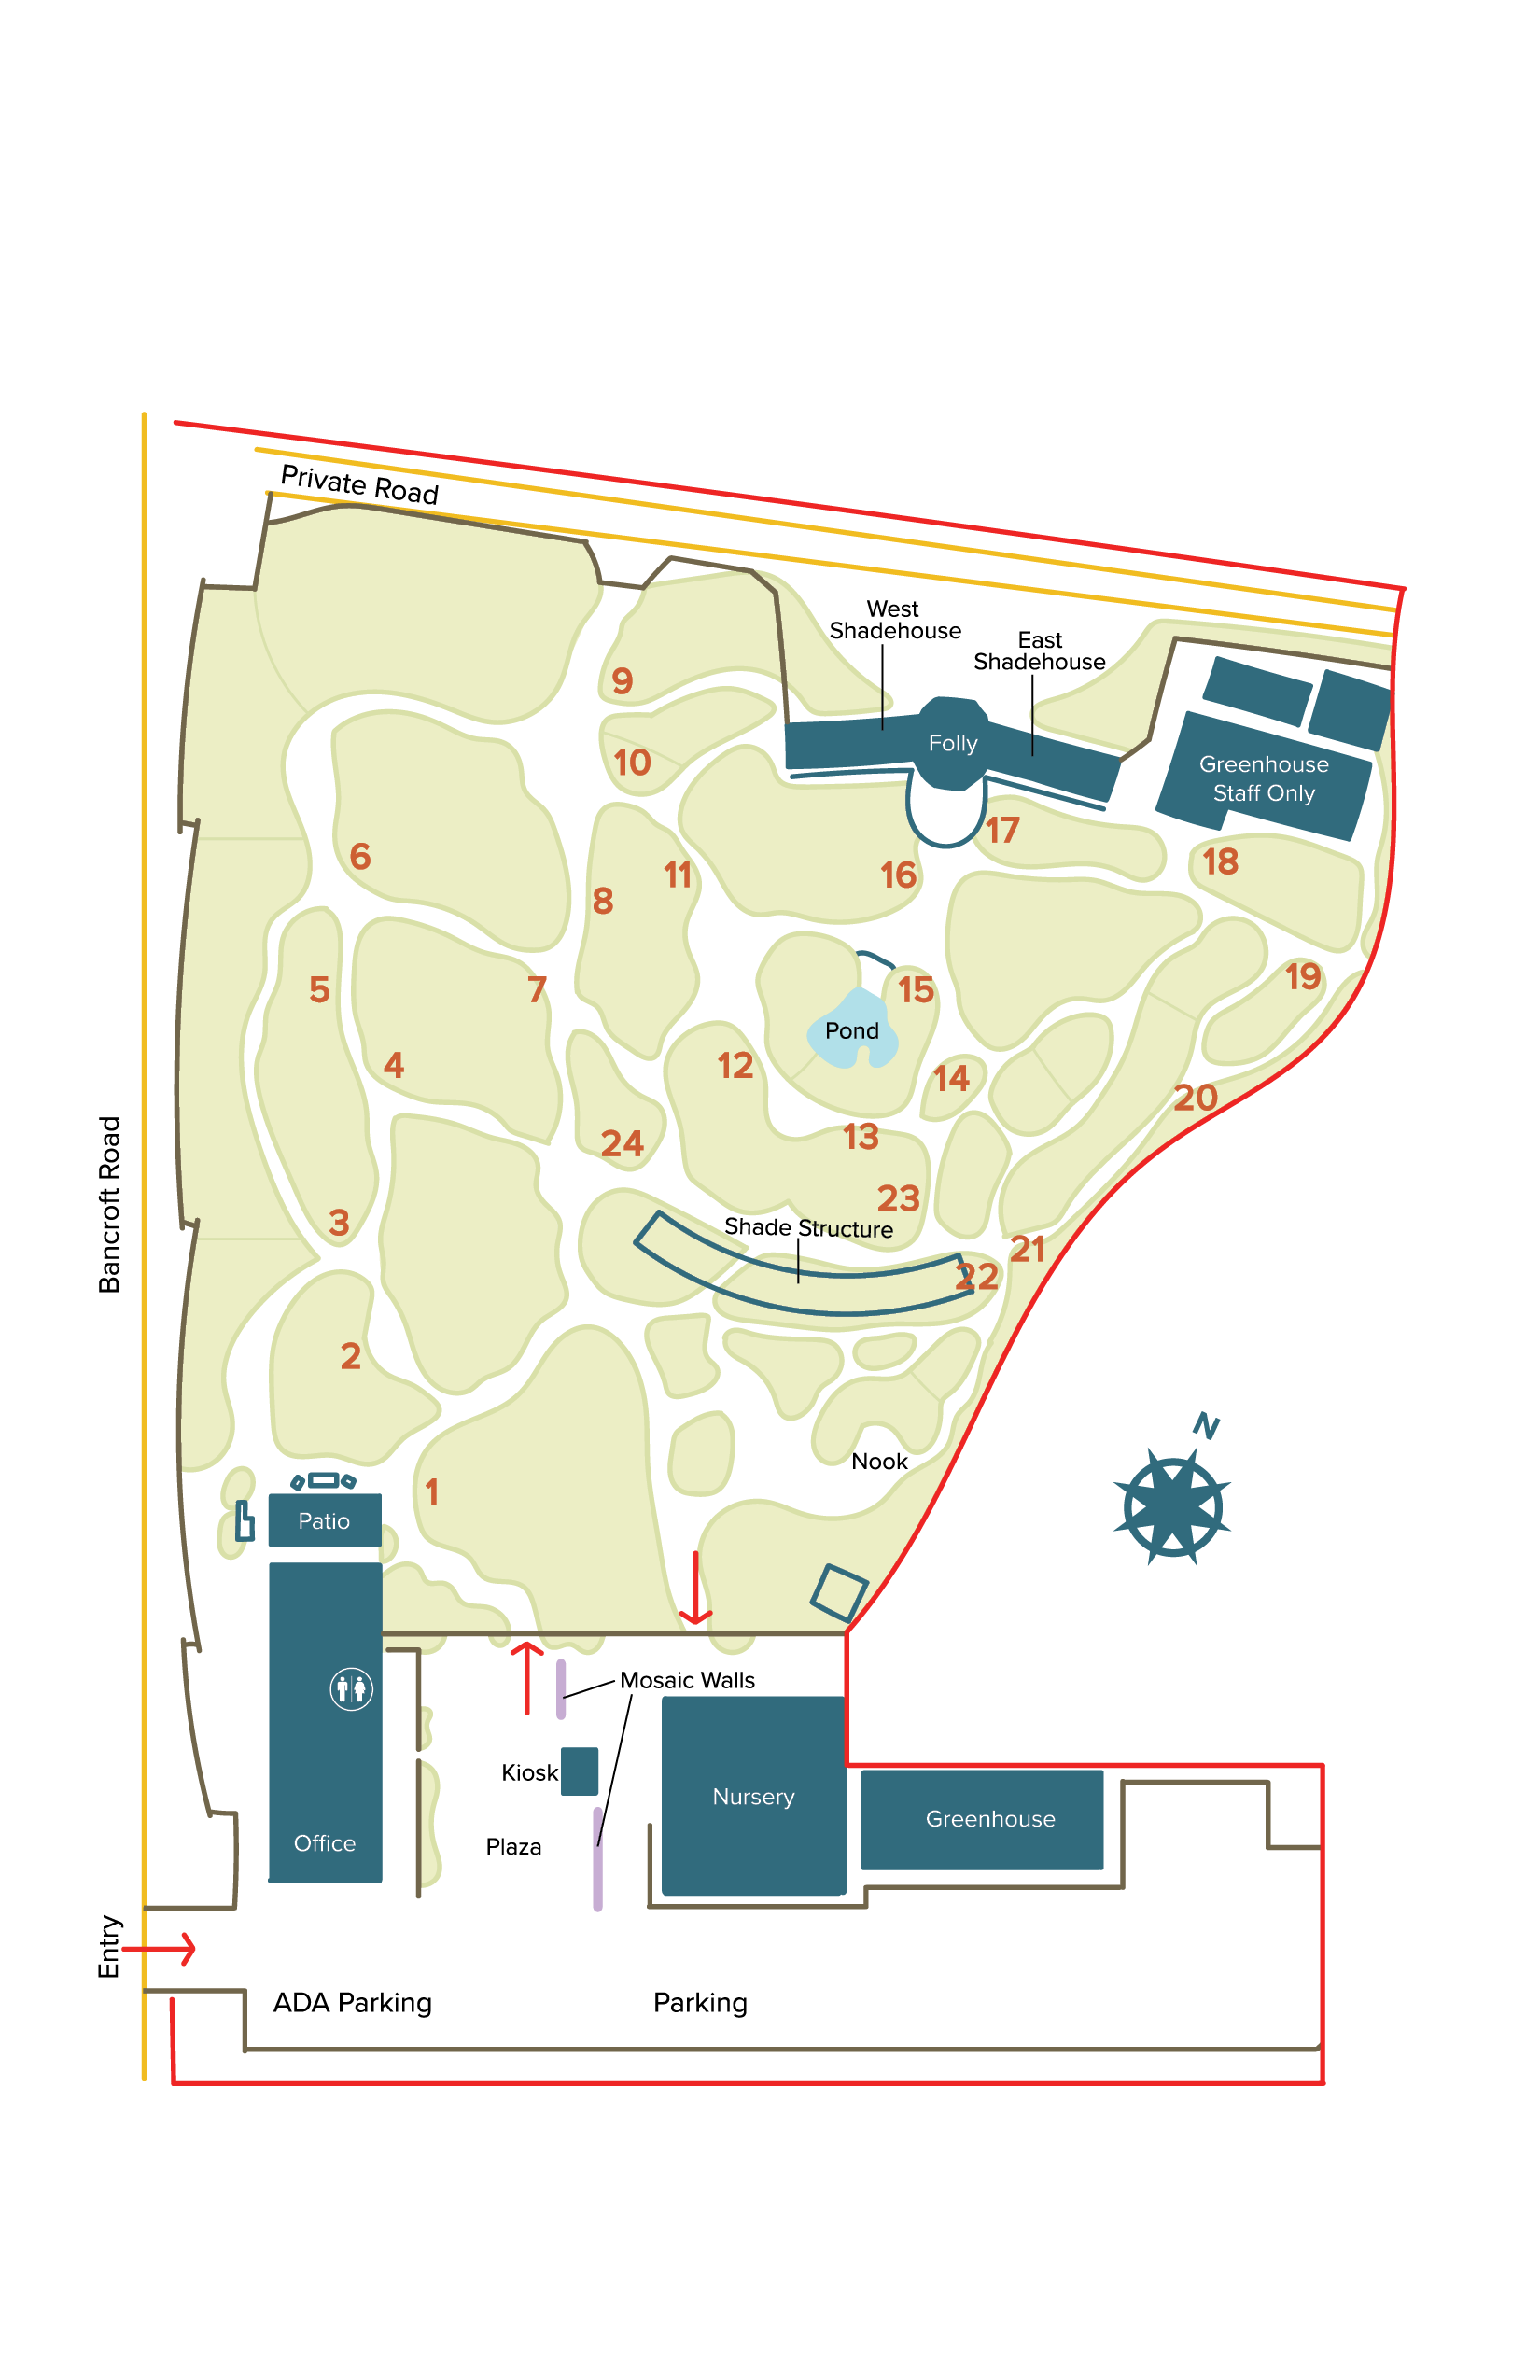 Private Road
West
Shadehouse
East
Shadehouse
9
Folly
10
Greenhouse
Staff Only
17
6
11
16
18
8
5
7
15
19
Pond
4
12
14
20
13
24
23
3
Shade Structure
21
22
Bancroft Road
2
N
Nook
1
Patio
Mosaic Walls
Kiosk
Nursery
Greenhouse
Office
Plaza
Entry
ADA Parking
Parking